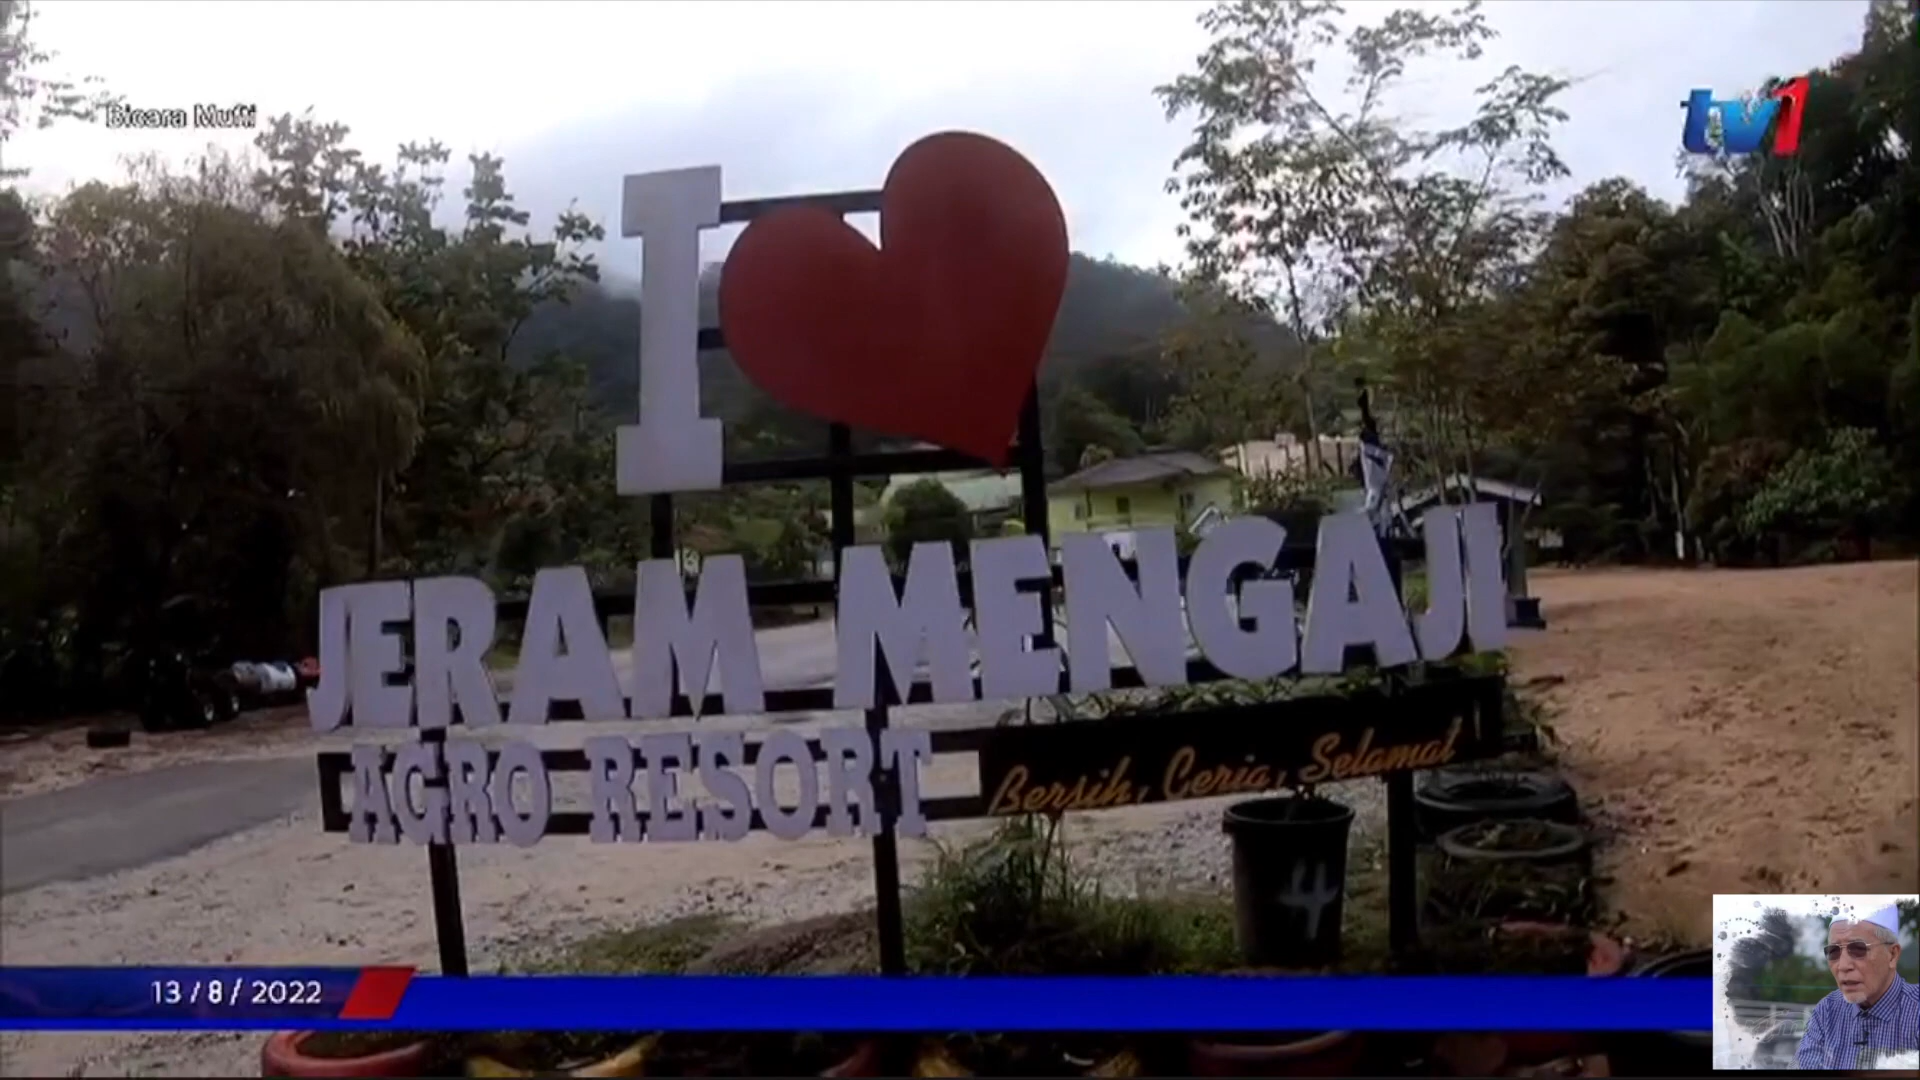 Bicara Mufti
tv1
I
JERAM MENGAJI
AGRO RESORT
Bersih, Ceria, Selamat
4
13 / 8 / 2022